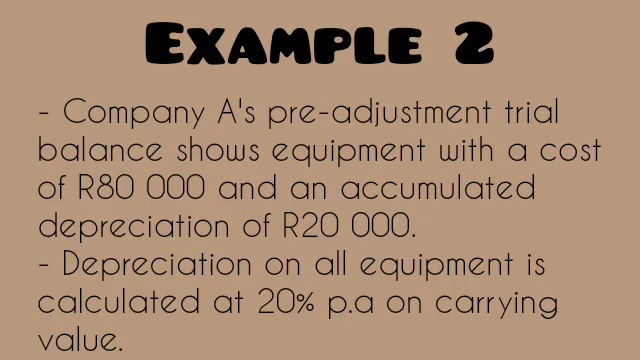 Example 2
- Company A's pre-adjustment trial
balance shows equipment with a cost
of R80 000 and an accumulated
depreciation of R20 000.
- Depreciation on all equipment is
calculated at 20% p.a on carrying
value.